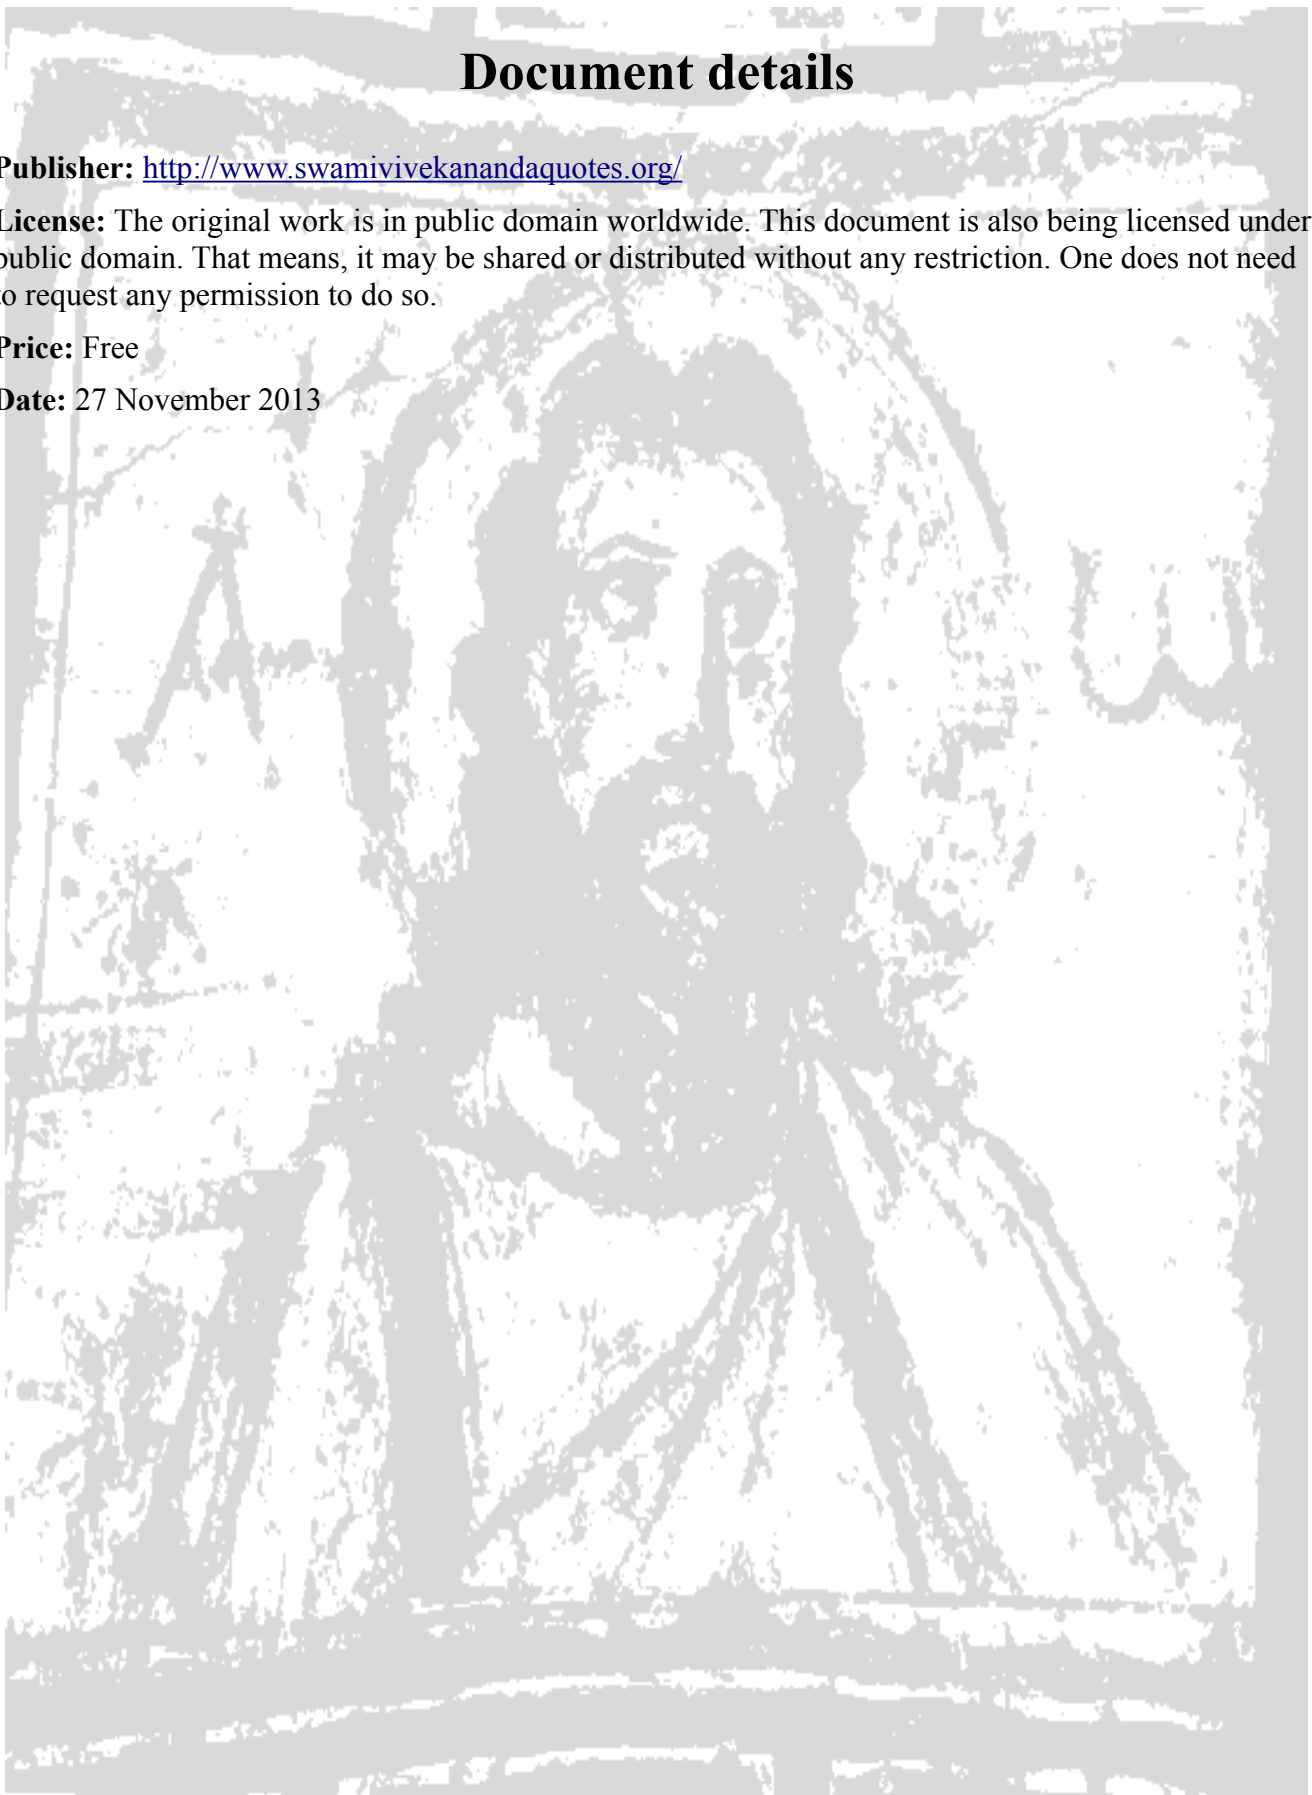 Document details
Publisher: http://www.swamivivekanandaquotes.org/
License: The original work is in public domain worldwide. This document is also being licensed under
public domain. That means, it may be shared or distributed without any restriction. One does not need
to request any permission to do so.
Price: Free
Date: 27 November 2013
Α
ω